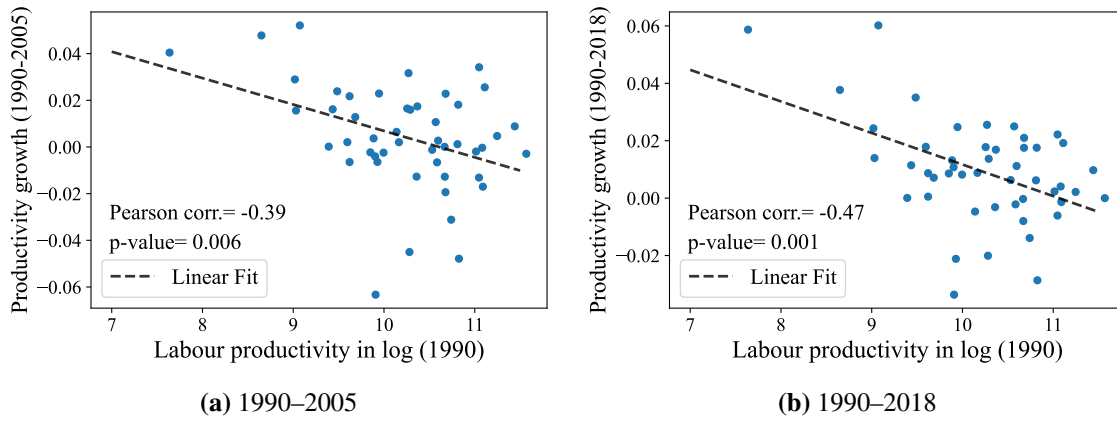 Productivity growth (1990-2005)
0.04
0.02
0.00
−0.02
−0.04
−0.06
Pearson corr.= -0.39
p-value= 0.006
Linear Fit
7 8 9 10 11
Labour productivity in log (1990)
(a) 1990–2005
Productivity growth (1990-2018)
0.06
0.04
0.02
0.00
−0.02
Pearson corr.= -0.47
p-value= 0.001
Linear Fit
7 8 9 10 11
Labour productivity in log (1990)
(b) 1990–2018